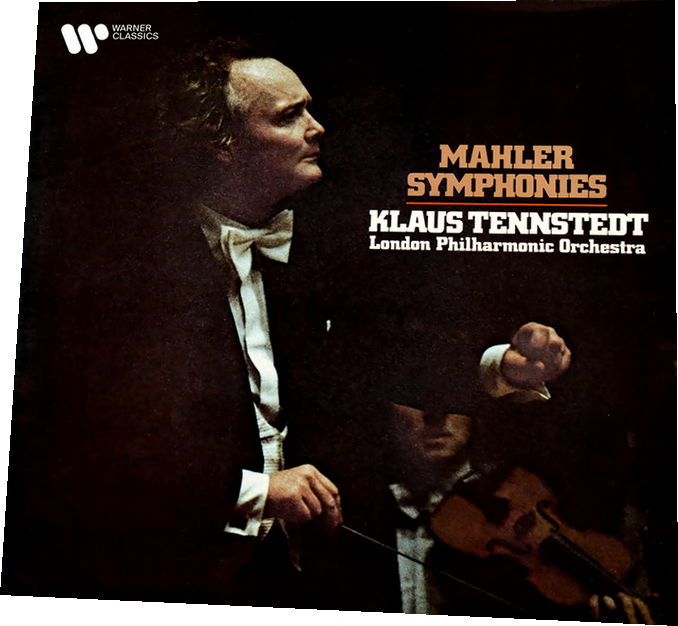 WARNER
CLASSICS
MAHLER
SYMPHONIES
KLAUS TENNSTEDT
London Philharmonic Orchestra